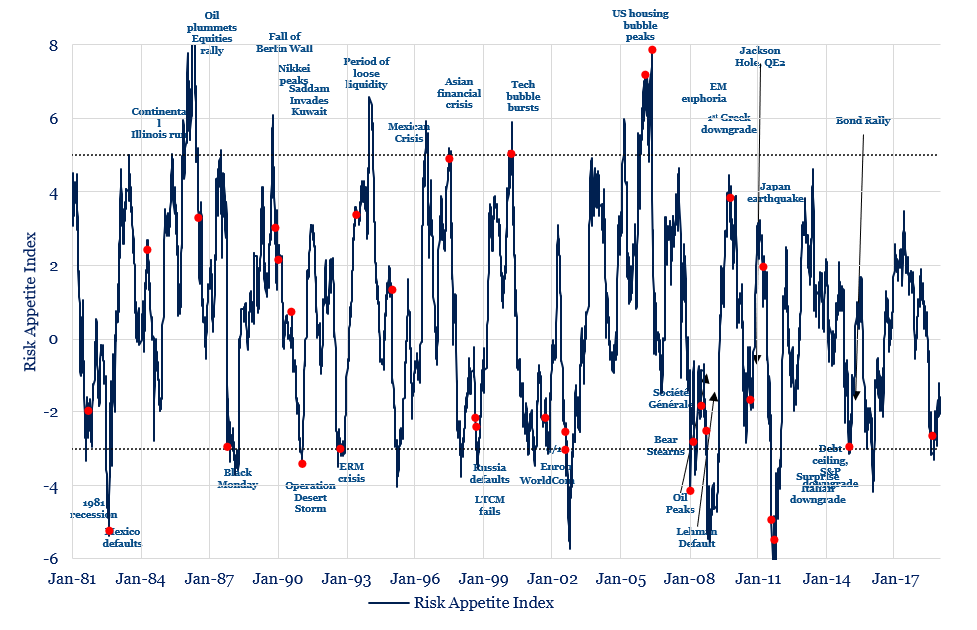 Oil
plummets
Equities
rally
US housing
bubble
peaks
Fall of
Berlin Wall
Nikkei
peaks
Saddam
Invades
Kuwait
Period of
loose
liquidity
Asian
financial
crisis
Tech
bubble
bursts
Jackson
Hole, QE2
EM
euphoria
1st Greek
downgrade
Continenta
l
Illinois run
Mexican
Crisis
Bond Rally
Japan
earthquake
Société
Générale
Bear
Stearns
Oil
Peaks
Lehman
Default
Debt
ceiling,
S&P
downgrade
Surprise
Italian
downgrade
1981
recession
Mexico
defaults
Black
Monday
Operation
Desert
Storm
ERM
crisis
Russia
defaults
LTCM
fails
Enron
WorldCom
Risk Appetite Index
8
6
4
2
0
-2
-4
-6
Jan-81 Jan-84 Jan-87 Jan-90 Jan-93 Jan-96 Jan-99 Jan-02 Jan-05 Jan-08 Jan-11 Jan-14 Jan-17
Risk Appetite Index